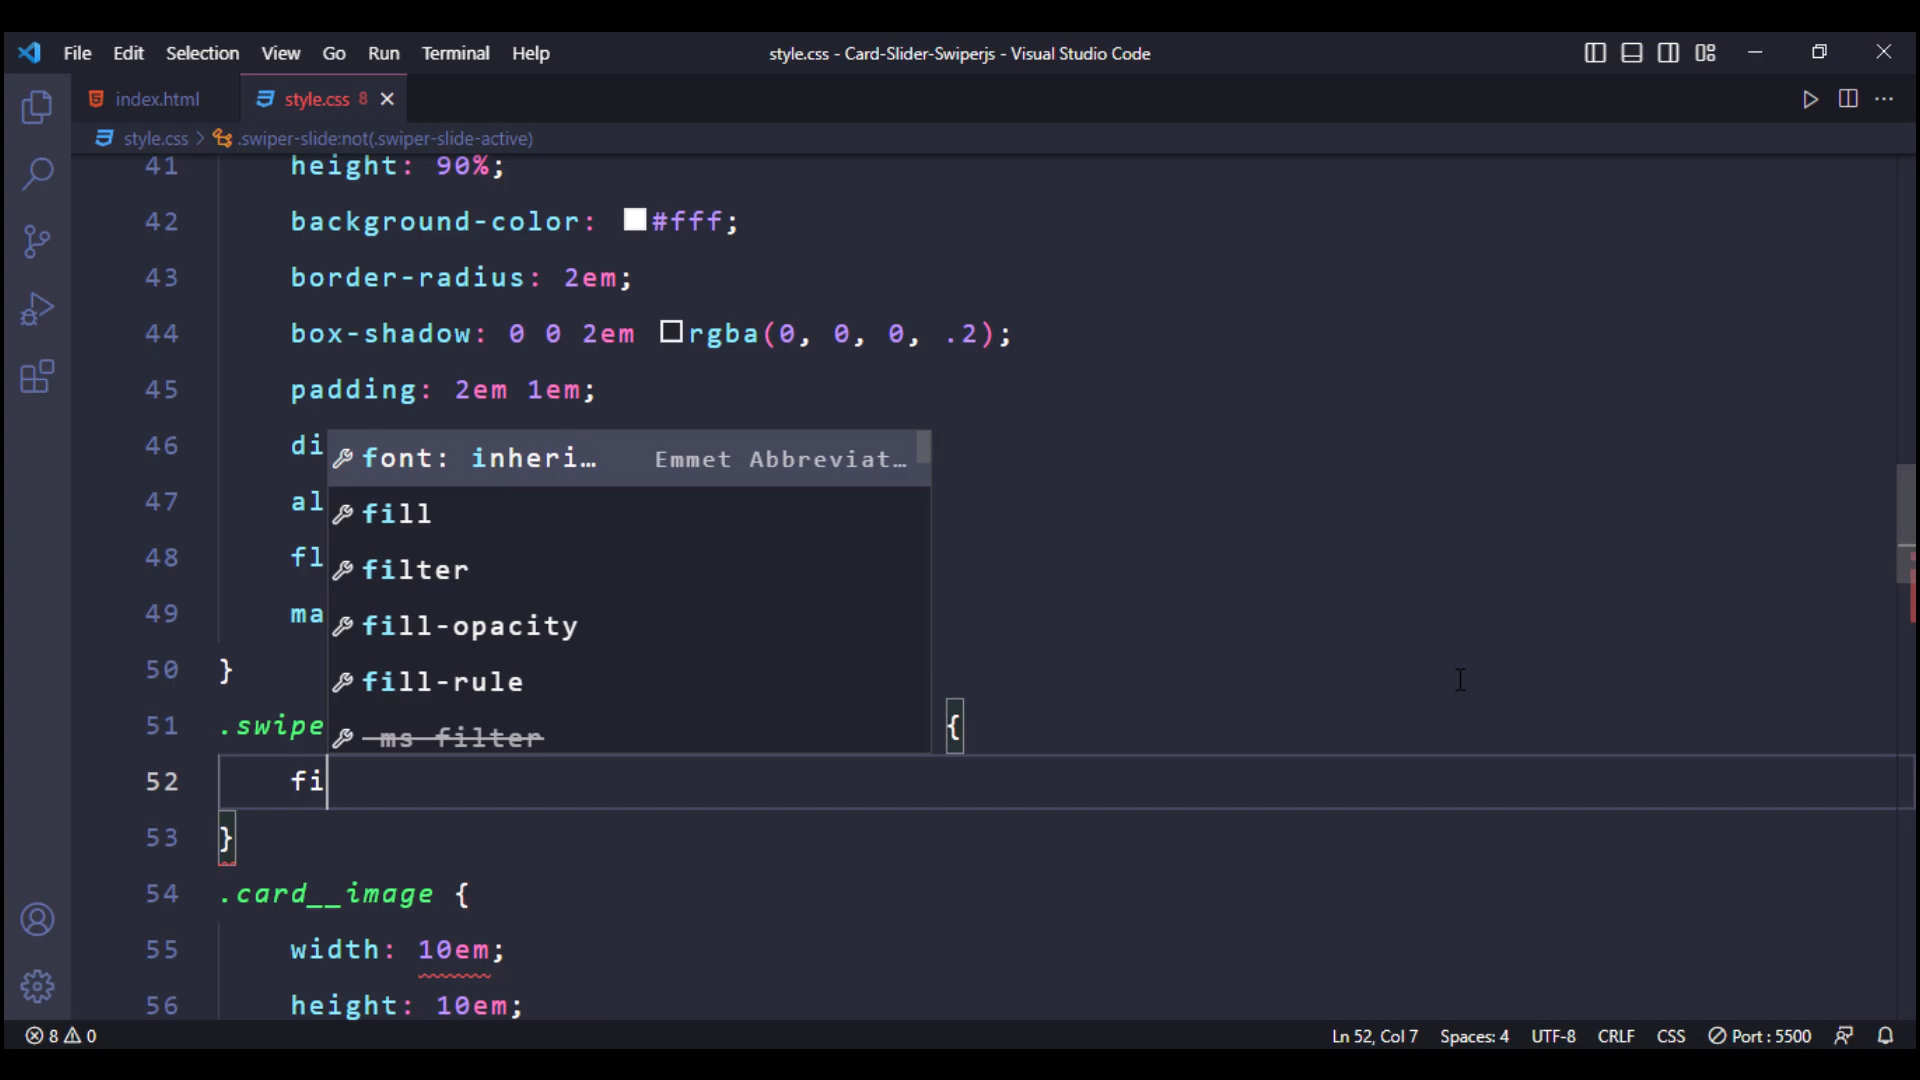 File Edit Selection View Go Run Terminal Help style.css - Card-Slider-Swiperjs - Visual Studio Code
index.html style.css 8
style.css > .swiper-slide:not(.swiper-slide-active)
41 height: 90%;
42 background-color: #fff;
43 border-radius: 2em;
44 box-shadow: 0 0 2em rgba(0, 0, 0, .2);
45 padding: 2em 1em;
46 di
font: inheri… Emmet Abbreviat…
47 al
fill
48 fl
filter
49 ma
fill-opacity
50 }
fill-rule
51 .swipe {
-ms-filter
52 fi
53 }
54 .card__image {
55 width: 10em;
56 height: 10em;
8 0 Ln 52, Col 7 Spaces: 4 UTF-8 CRLF CSS Port : 5500